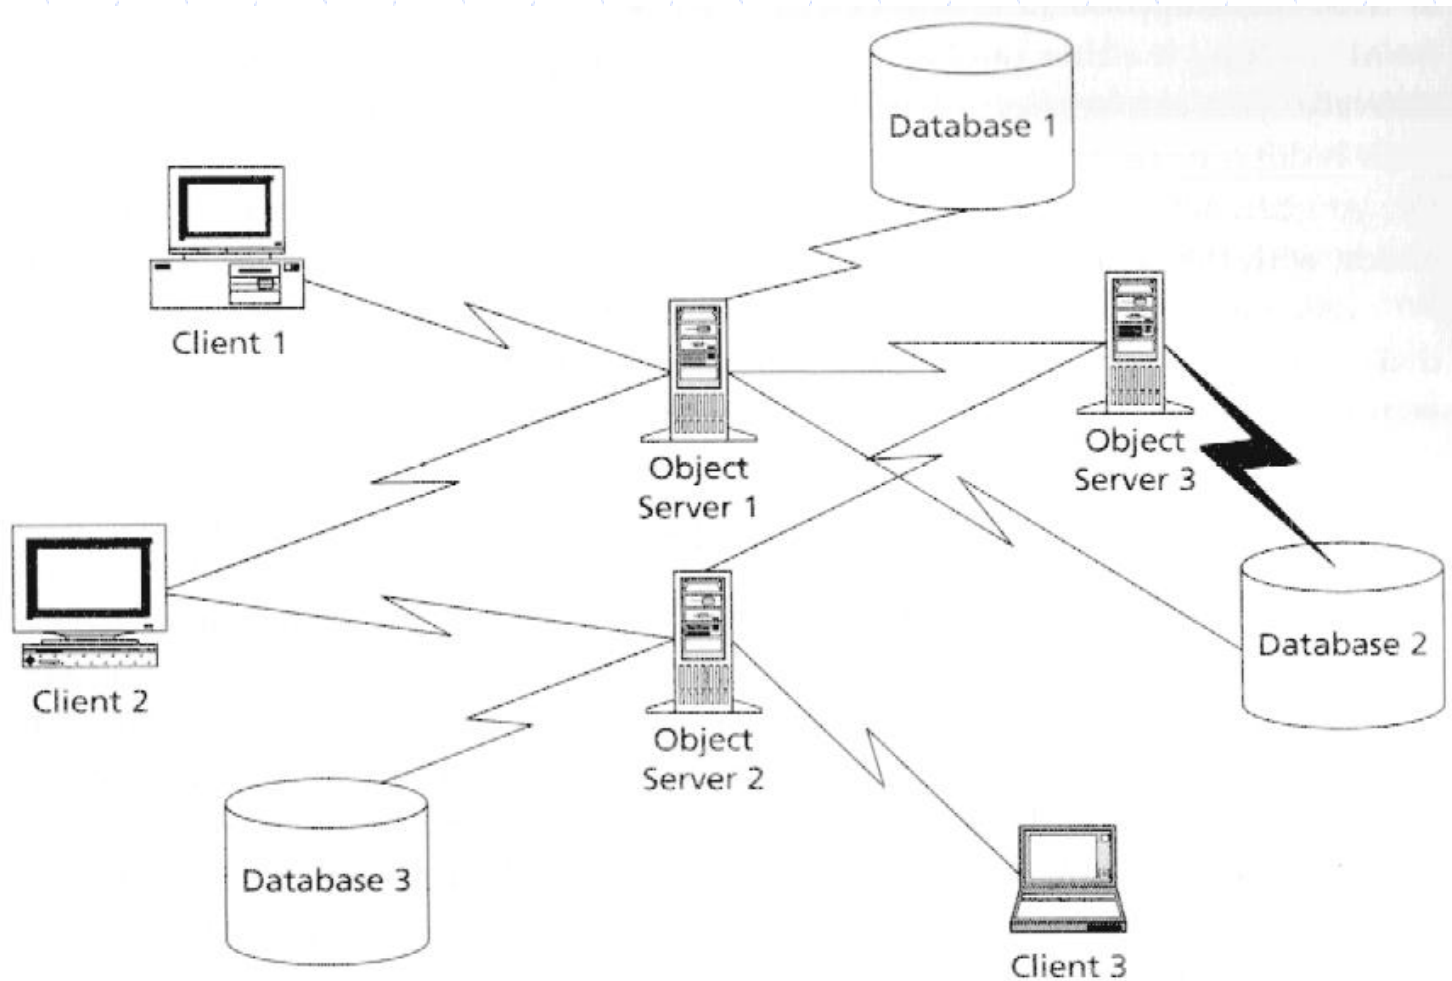 Database 1
Client 1
Object
Server 1
Object
Server 3
Client 2
Object
Server 2
Database 2
Database 3
Client 3